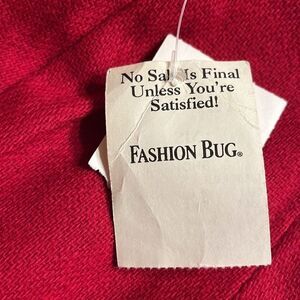 No Sale Is Final
Unless You're
Satisfied!
FASHION BUG®